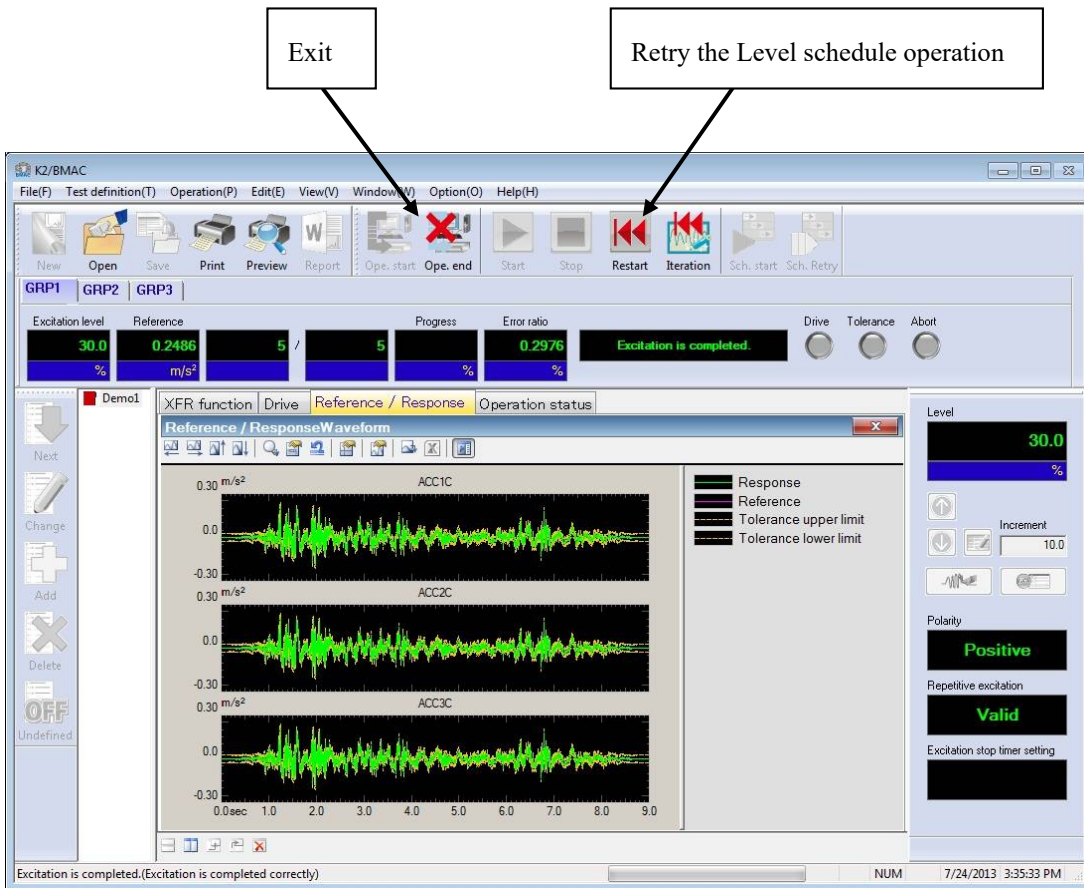 Exit
Retry the Level schedule operation
K2/BMAC
File(F) Test definition(T) Operation(P) Edit(E) View(V) Window(W) Option(O) Help(H)
New Open Save Print Preview Report Ope. start Ope. end Start Stop Restart Iteration Sch. start Sch. Retry
GRP1 GRP2 GRP3
Excitation level Reference Progress Error ratio Drive Tolerance Abort
30.0 0.2486 5 / 5 0.2976 Excitation is completed.
% m/s² % %
Demo1
XFR function Drive Reference / Response Operation status
Reference / ResponseWaveform
Next
Change
Add
Delete
OFF
Undefined
0.30 m/s² ACC1C
0.0
-0.30
0.30 m/s² ACC2C
0.0
-0.30
0.30 m/s² ACC3C
0.0
-0.30
0.0sec 1.0 2.0 3.0 4.0 5.0 6.0 7.0 8.0 9.0
Response
Reference
Tolerance upper limit
Tolerance lower limit
Level
30.0
%
Increment
10.0
Polarity
Positive
Repetitive excitation
Valid
Excitation stop timer setting
Excitation is completed.(Excitation is completed correctly) NUM 7/24/2013 3:35:33 PM